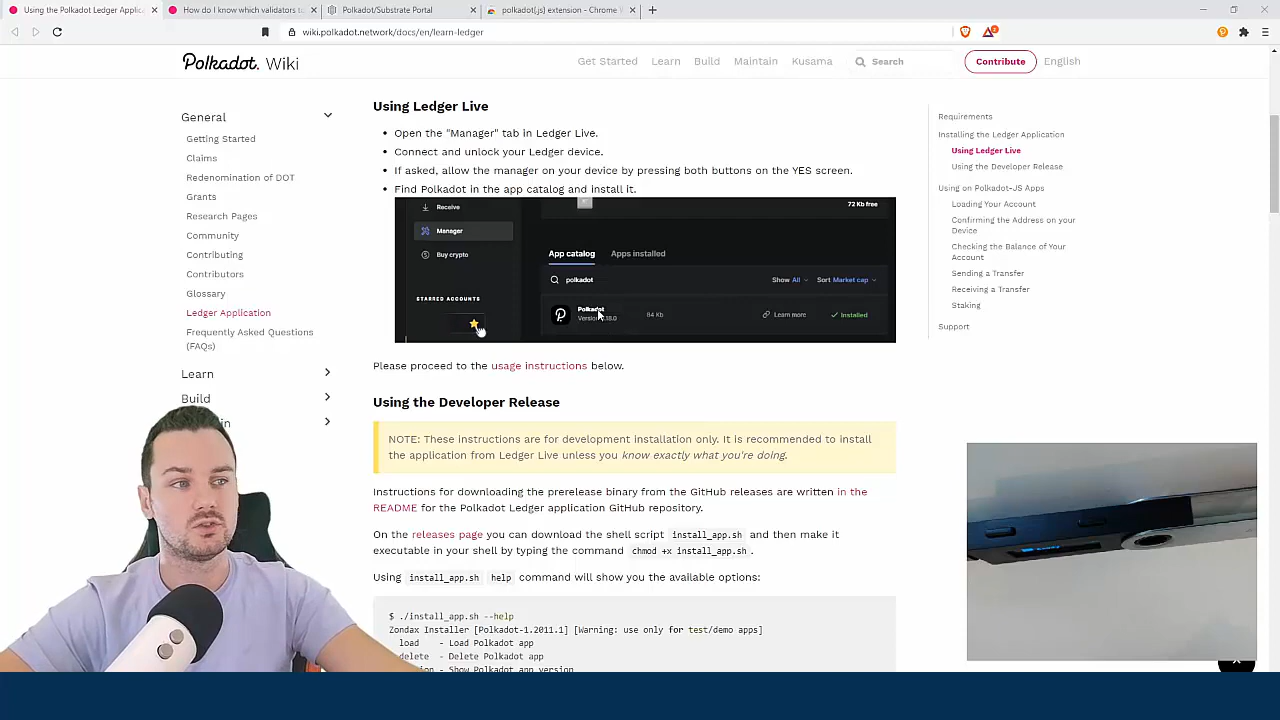 Using the Polkadot Ledger Applic
How do I know which validators to
Polkadot/Substrate Portal
polkadot{.js} extension - Chrome
wiki.polkadot.network/docs/en/learn-ledger
Polkadot. Wiki
Get Started
Learn
Build
Maintain
Kusama
Search
Contribute
English
General
Getting Started
Claims
Redenomination of DOT
Grants
Research Pages
Community
Contributing
Contributors
Glossary
Ledger Application
Frequently Asked Questions
(FAQs)
Learn
Build
Using Ledger Live
Open the "Manager" tab in Ledger Live.
Connect and unlock your Ledger device.
If asked, allow the manager on your device by pressing both buttons on the YES screen.
Find Polkadot in the app catalog and install it.
Receive
72 Kb free
Manager
Buy crypto
App catalog
Apps installed
polkadot
Show All
Sort Market cap
STARRED ACCOUNTS
Polkadot
84 Kb
Learn more
Installed
Please proceed to the usage instructions below.
Using the Developer Release
NOTE: These instructions are for development installation only. It is recommended to install
the application from Ledger Live unless you know exactly what you're doing.
Instructions for downloading the prerelease binary from the GitHub releases are written in the
README for the Polkadot Ledger application GitHub repository.
On the releases page you can download the shell script install_app.sh and then make it
executable in your shell by typing the command chmod +x install_app.sh.
Using install_app.sh help command will show you the available options:
$ ./install_app.sh --help
Zondax Installer [Polkadot-1.2011.1] [Warning: use only for test/demo apps]
load - Load Polkadot app
delete - Delete Polkadot app
- Show Polkadot app version
Requirements
Installing the Ledger Application
Using Ledger Live
Using the Developer Release
Using on Polkadot-JS Apps
Loading Your Account
Confirming the Address on your
Device
Checking the Balance of Your
Account
Sending a Transfer
Receiving a Transfer
Staking
Support